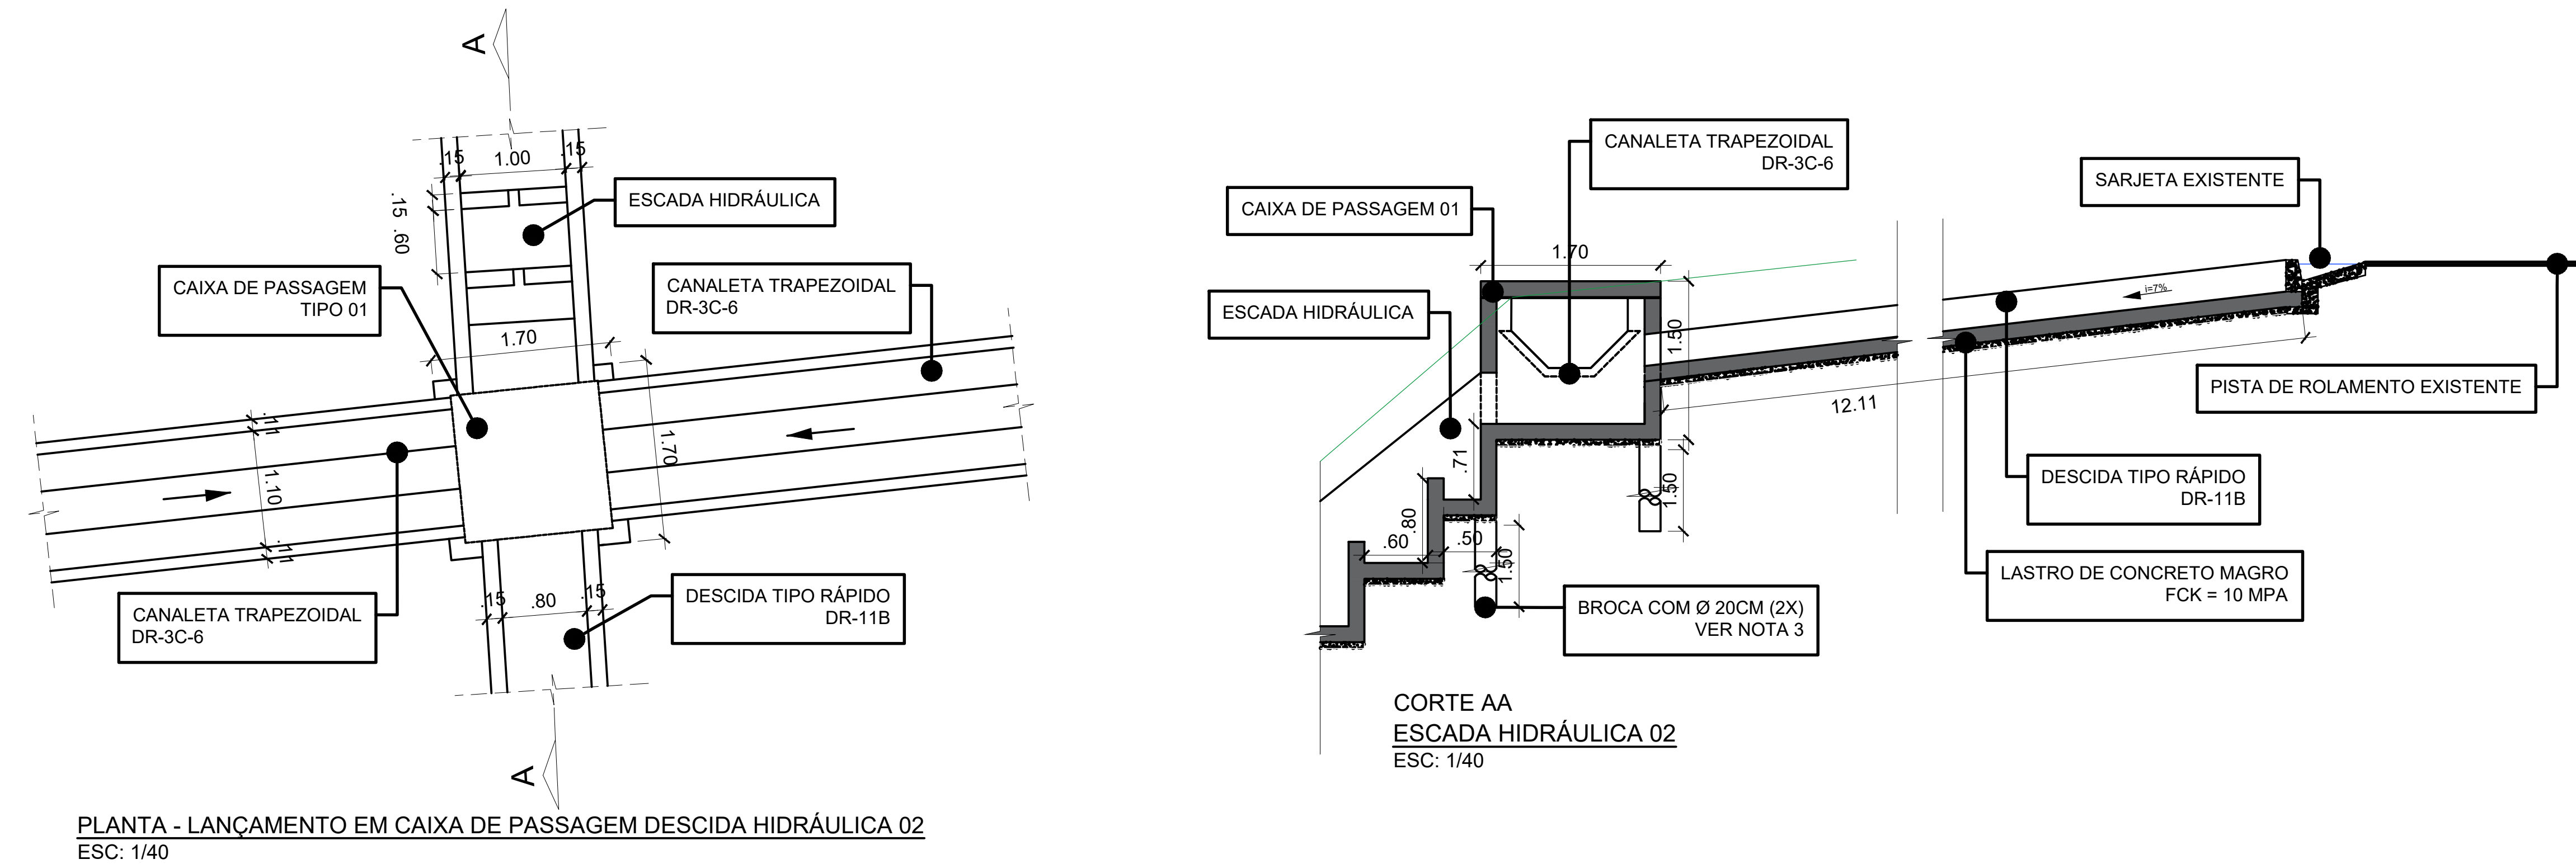 A
.15
1.00
.15
.15
.60
ESCADA HIDRÁULICA
CAIXA DE PASSAGEM
TIPO 01
CANALETA TRAPEZOIDAL
DR-3C-6
1.70
.11
1.10
.11
1.70
.15
.80
.15
CANALETA TRAPEZOIDAL
DR-3C-6
DESCIDA TIPO RÁPIDO
DR-11B
A
PLANTA - LANÇAMENTO EM CAIXA DE PASSAGEM DESCIDA HIDRÁULICA 02
ESC: 1/40
CANALETA TRAPEZOIDAL
DR-3C-6
SARJETA EXISTENTE
CAIXA DE PASSAGEM 01
1.70
ESCADA HIDRÁULICA
i=7%
1.50
PISTA DE ROLAMENTO EXISTENTE
12.11
.71
1.50
.80
.60
.50
1.50
DESCIDA TIPO RÁPIDO
DR-11B
LASTRO DE CONCRETO MAGRO
FCK = 10 MPA
BROCA COM Ø 20CM (2X)
VER NOTA 3
CORTE AA
ESCADA HIDRÁULICA 02
ESC: 1/40